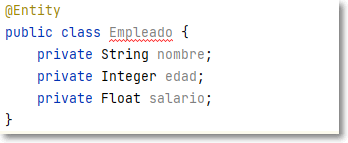 @Entity
public class Empleado {
    private String nombre;
    private Integer edad;
    private Float salario;
}